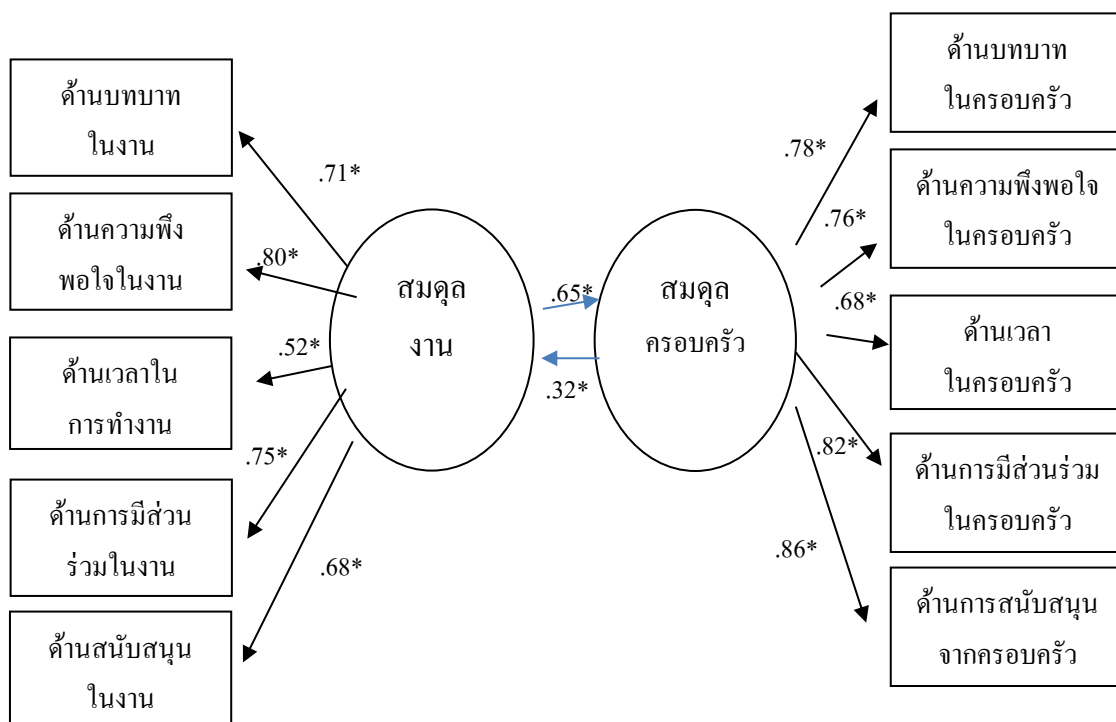 ด้านบทบาท
ในงาน
ด้านความพึง
พอใจในงาน
ด้านเวลาใน
การทำงาน
ด้านการมีส่วน
ร่วมในงาน
ด้านสนับสนุน
ในงาน
.71*
.80*
.52*
.75*
.68*
สมดุล
งาน
.65*
.32*
สมดุล
ครอบครัว
.78*
.76*
.68*
.82*
.86*
ด้านบทบาท
ในครอบครัว
ด้านความพึงพอใจ
ในครอบครัว
ด้านเวลา
ในครอบครัว
ด้านการมีส่วนร่วม
ในครอบครัว
ด้านการสนับสนุน
จากครอบครัว